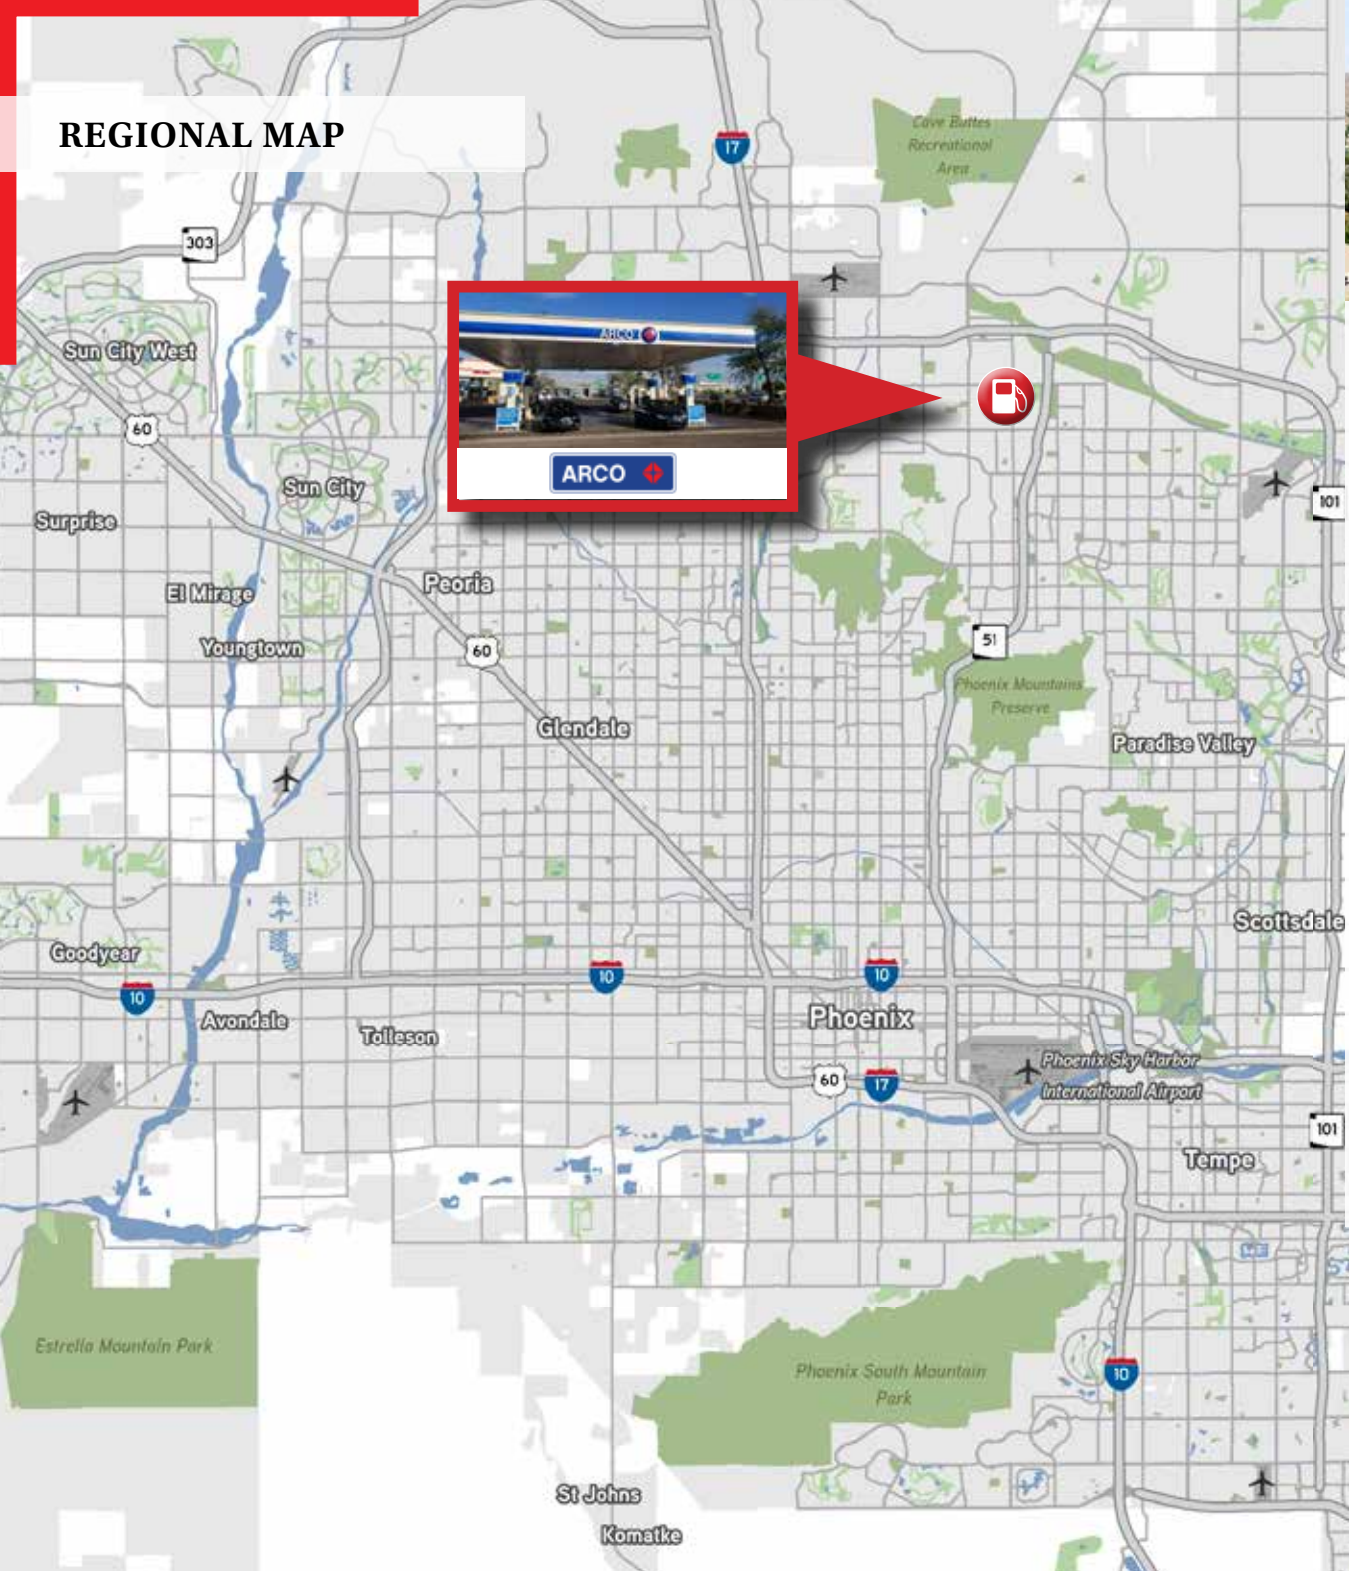 REGIONAL MAP
Cave Buttes
Recreational
Area
17
303
Sun City West
ARCO
60
ARCO
Sun City
101
Surprise
Peoria
El Mirage
Youngtown
60
51
Phoenix Mountains
Preserve
Glendale
Paradise Valley
Scottsdale
Goodyear
10
10
10
Phoenix
Avondale
Tolleson
Phoenix Sky Harbor
International Airport
60
17
101
Tempe
Estrella Mountain Park
Phoenix South Mountain
Park
10
St Johns
Komatke